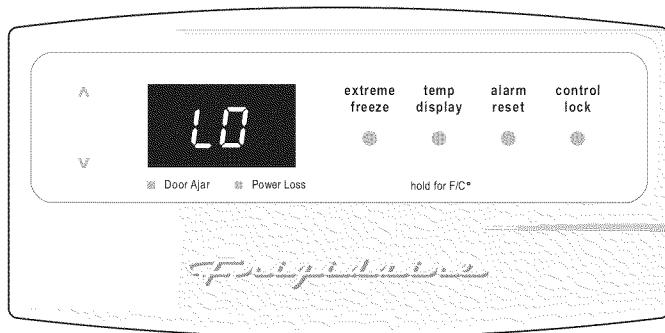 extreme freeze
temp display
alarm reset
control lock
LO
Door Ajar
Power Loss
hold for F/C°
Frigidaire